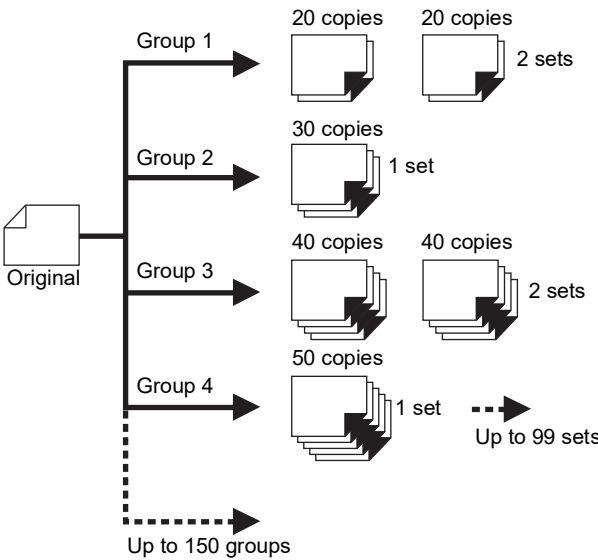 20 copies
20 copies
Group 1
2 sets
30 copies
Group 2
1 set
40 copies
40 copies
Original
Group 3
2 sets
50 copies
Group 4
1 set
Up to 99 sets
Up to 150 groups